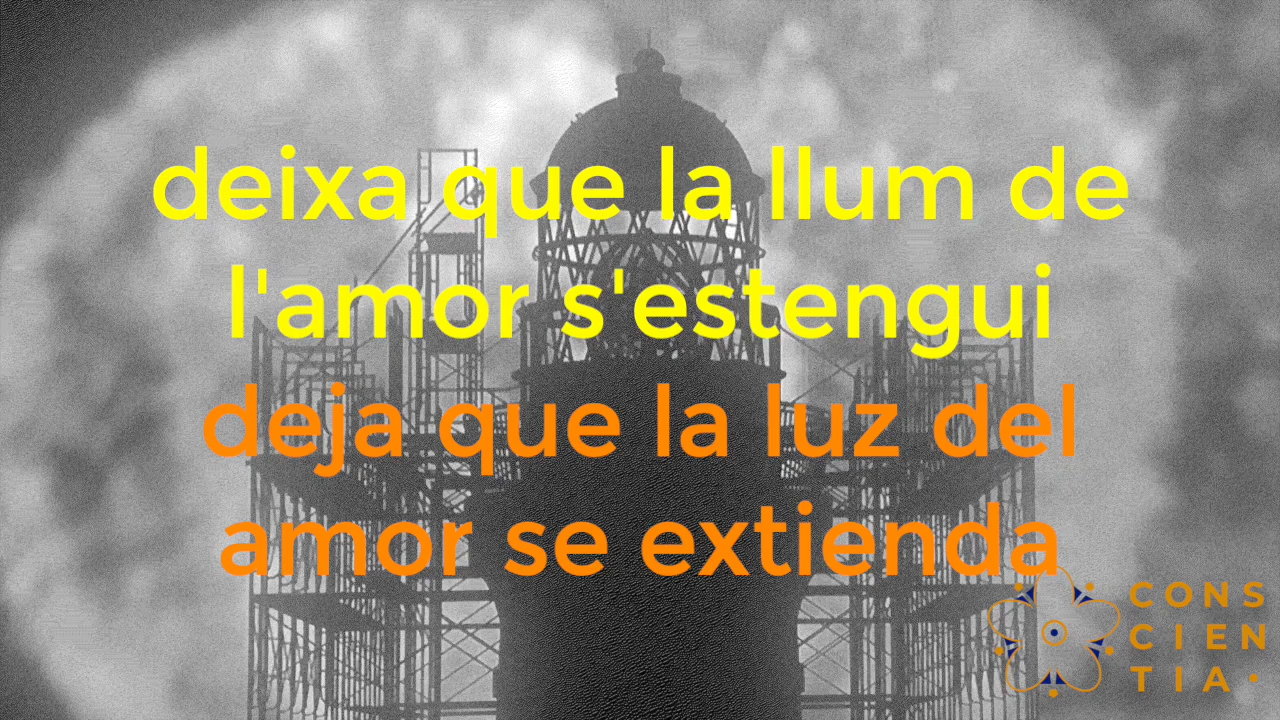 deixa que la llum de
l'amor s'estengui
deja que la luz del
amor se extienda
CONS
CIEN
TIA